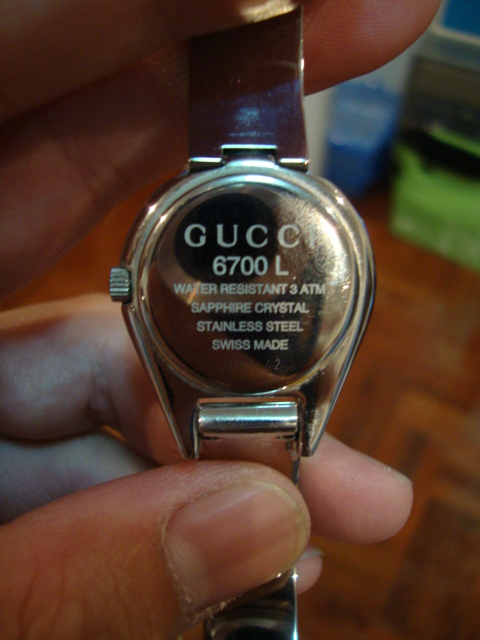 GUCCI
6700 L
WATER RESISTANT 3 ATM
SAPPHIRE CRYSTAL
STAINLESS STEEL
SWISS MADE